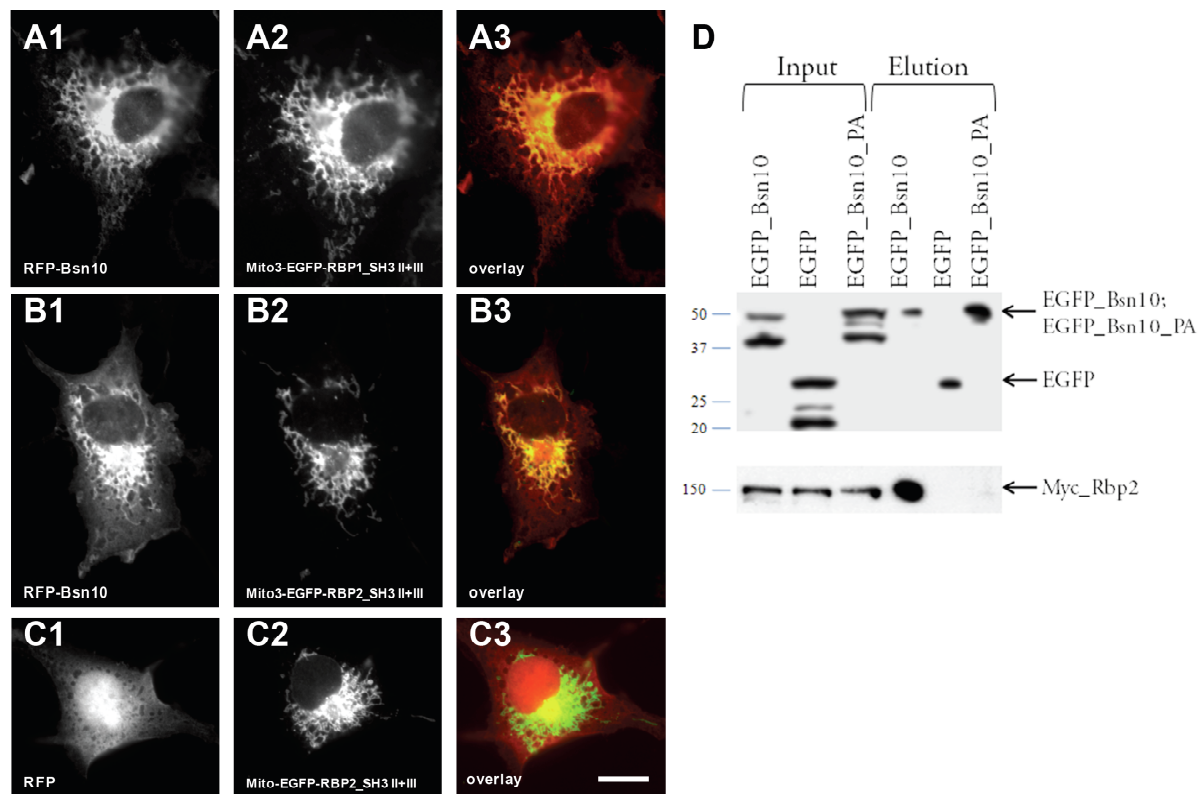 A1
A2
A3
RFP-Bsn10
Mito3-EGFP-RBP1_SH3 II+III
overlay
B1
B2
B3
RFP-Bsn10
Mito3-EGFP-RBP2_SH3 II+III
overlay
C1
C2
C3
RFP
Mito-EGFP-RBP2_SH3 II+III
overlay
D
Input
Elution
EGFP_Bsn10
EGFP
EGFP_Bsn10_PA
EGFP_Bsn10
EGFP
EGFP_Bsn10_PA
50
37
25
20
EGFP_Bsn10;
EGFP_Bsn10_PA
EGFP
150
Myc_Rbp2